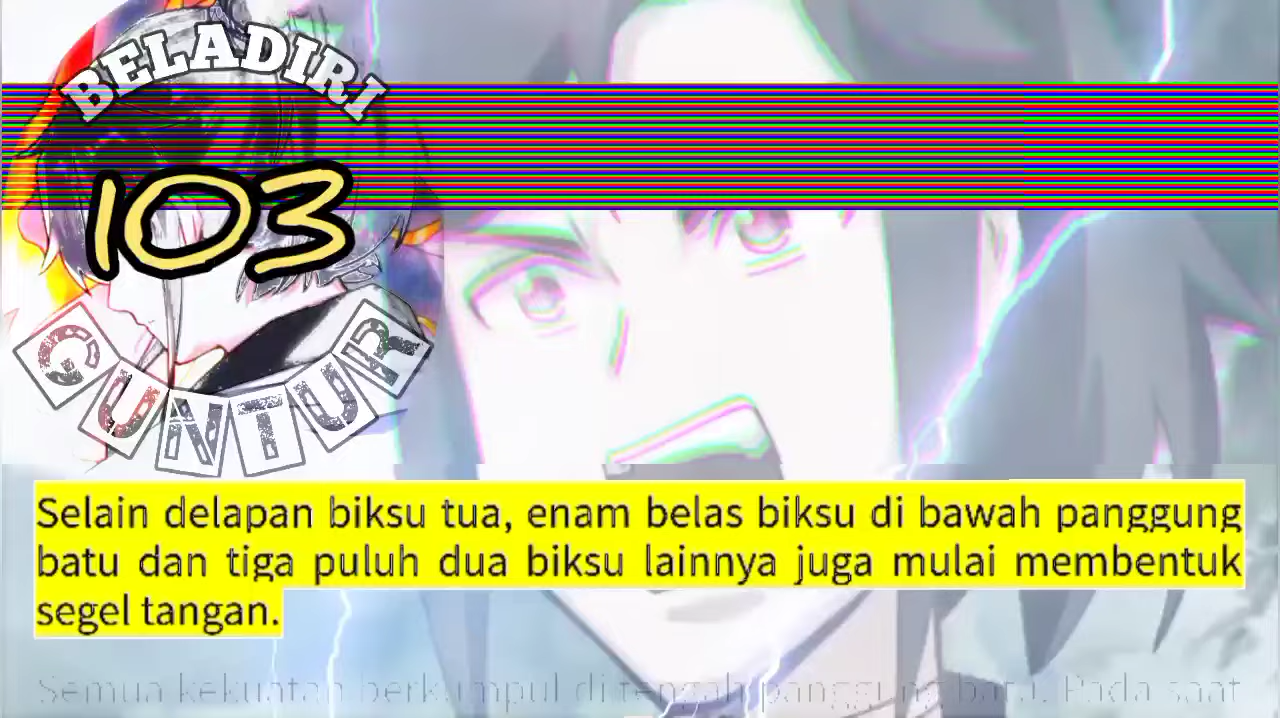 BELADIRI
103
GUNTUR
Selain delapan biksu tua, enam belas biksu di bawah panggung
batu dan tiga puluh dua biksu lainnya juga mulai membentuk
segel tangan.
Semua kekuatan berkumpul di tengah panggung batu. Pada saat